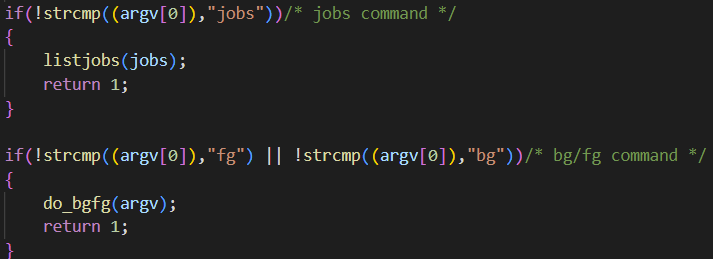 if(!strcmp((argv[0]),"jobs"))/* jobs command */
{
    listjobs(jobs);
    return 1;
}

if(!strcmp((argv[0]),"fg") || !strcmp((argv[0]),"bg"))/* bg/fg command */
{
    do_bgfg(argv);
    return 1;
}